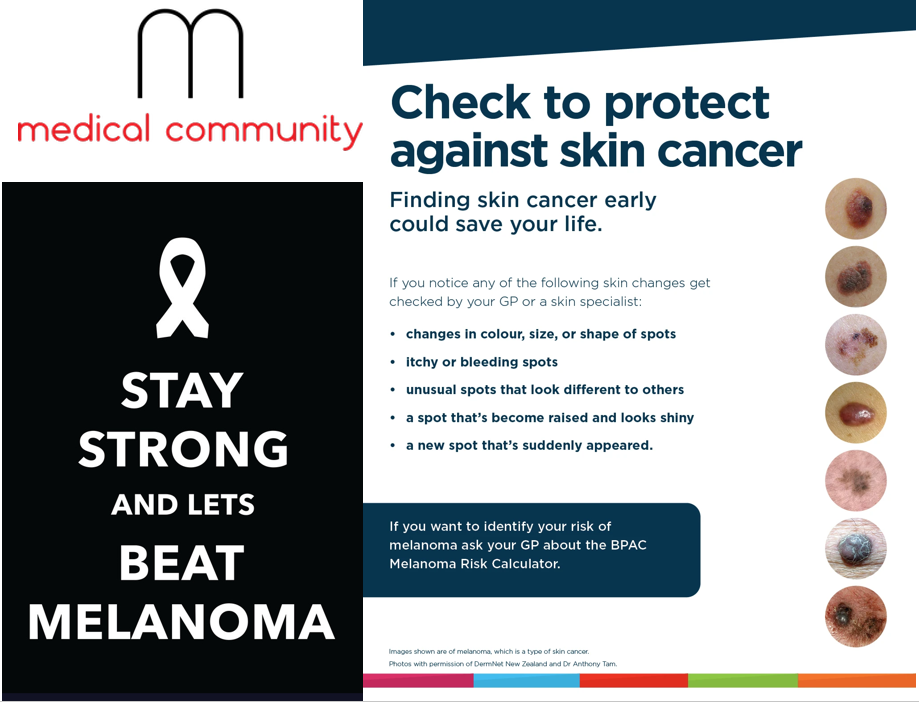 medical community
STAY
STRONG
AND LETS
BEAT
MELANOMA
Check to protect
against skin cancer
Finding skin cancer early
could save your life.
If you notice any of the following skin changes get
checked by your GP or a skin specialist:
• changes in colour, size, or shape of spots
• itchy or bleeding spots
• unusual spots that look different to others
• a spot that's become raised and looks shiny
• a new spot that's suddenly appeared.
If you want to identify your risk of
melanoma ask your GP about the BPAC
Melanoma Risk Calculator.
Images shown are of melanoma, which is a type of skin cancer.
Photos with permission of DermNet New Zealand and Dr Anthony Tam.